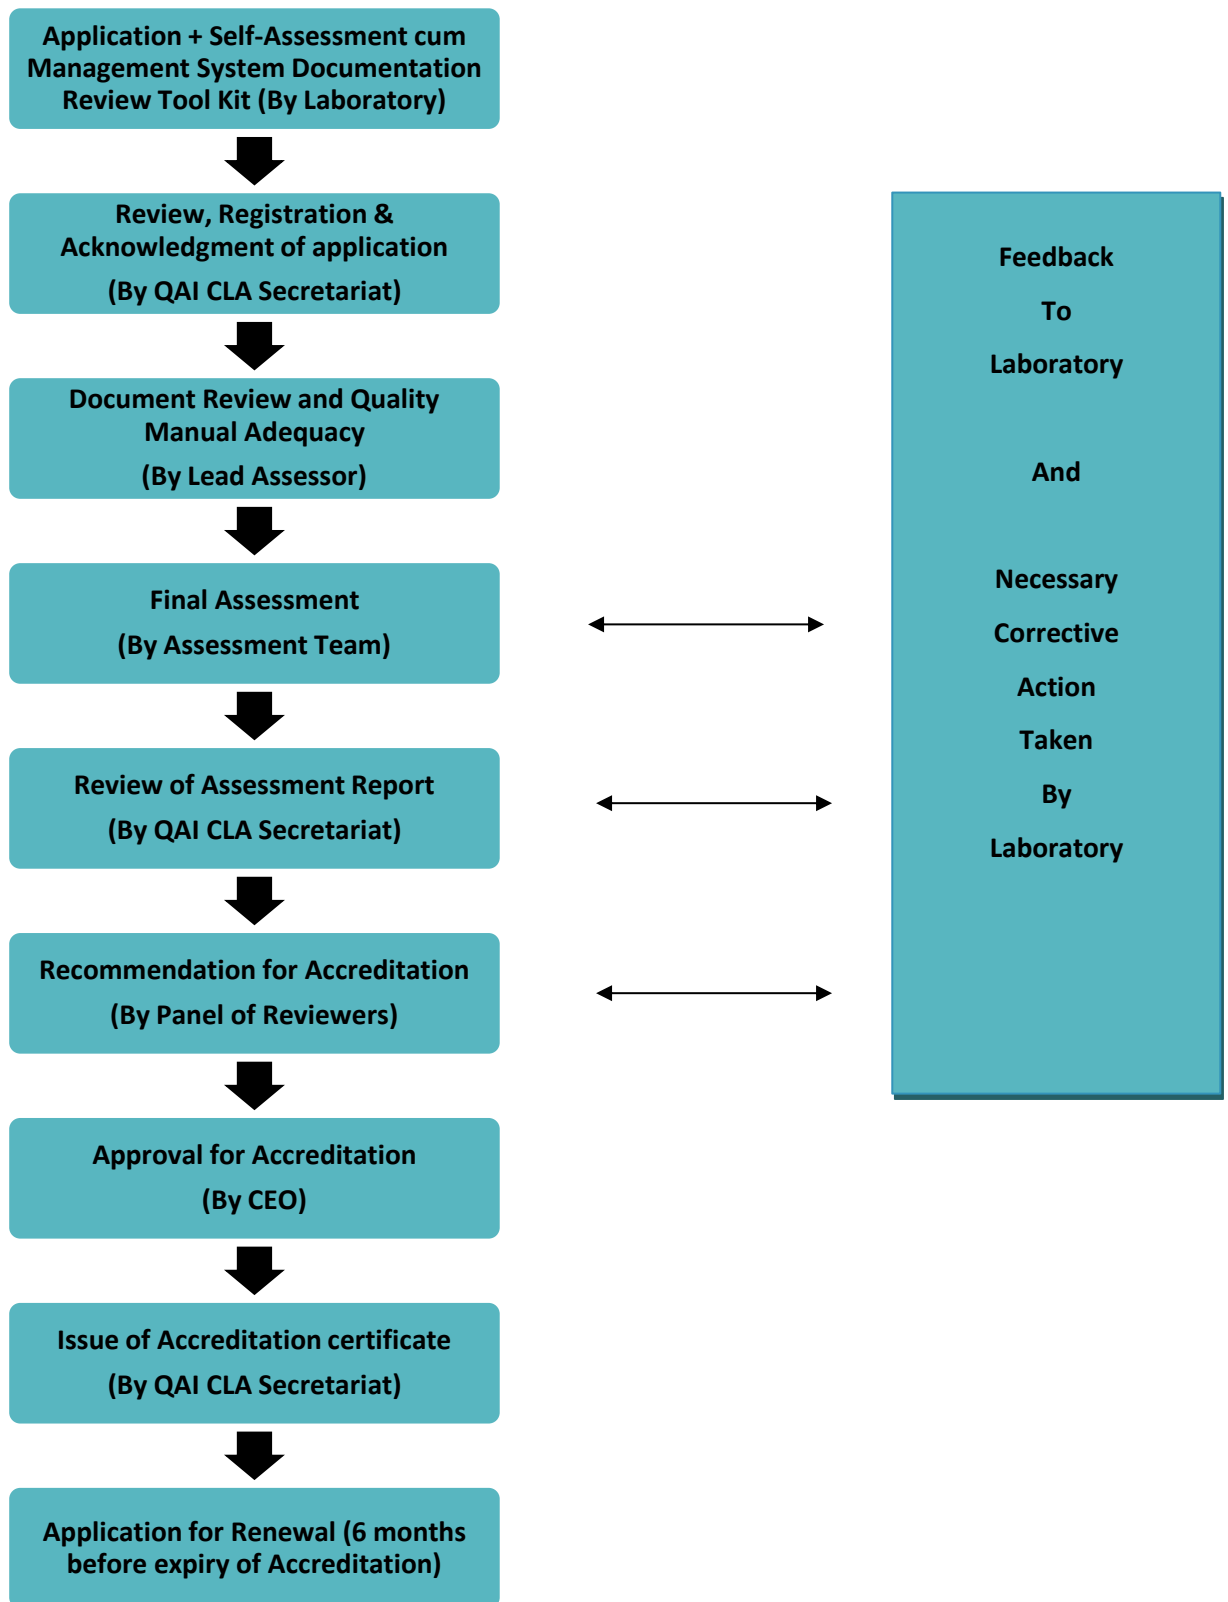 Application + Self-Assessment cum
Management System Documentation
Review Tool Kit (By Laboratory)
Review, Registration &
Acknowledgment of application
(By QAI CLA Secretariat)
Document Review and Quality
Manual Adequacy
(By Lead Assessor)
Final Assessment
(By Assessment Team)
Review of Assessment Report
(By QAI CLA Secretariat)
Recommendation for Accreditation
(By Panel of Reviewers)
Approval for Accreditation
(By CEO)
Issue of Accreditation certificate
(By QAI CLA Secretariat)
Application for Renewal (6 months
before expiry of Accreditation)
Feedback
To
Laboratory
And
Necessary
Corrective
Action
Taken
By
Laboratory